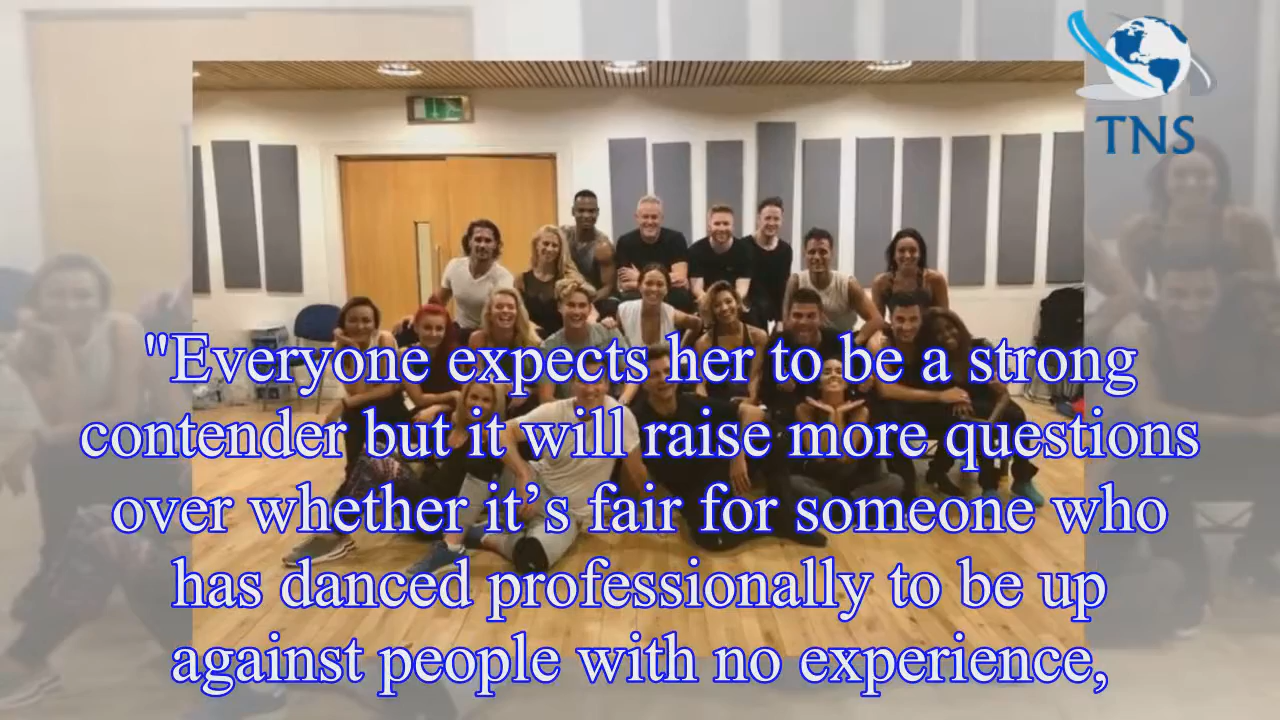 TNS
"Everyone expects her to be a strong
contender but it will raise more questions
over whether it’s fair for someone who
has danced professionally to be up
against people with no experience,